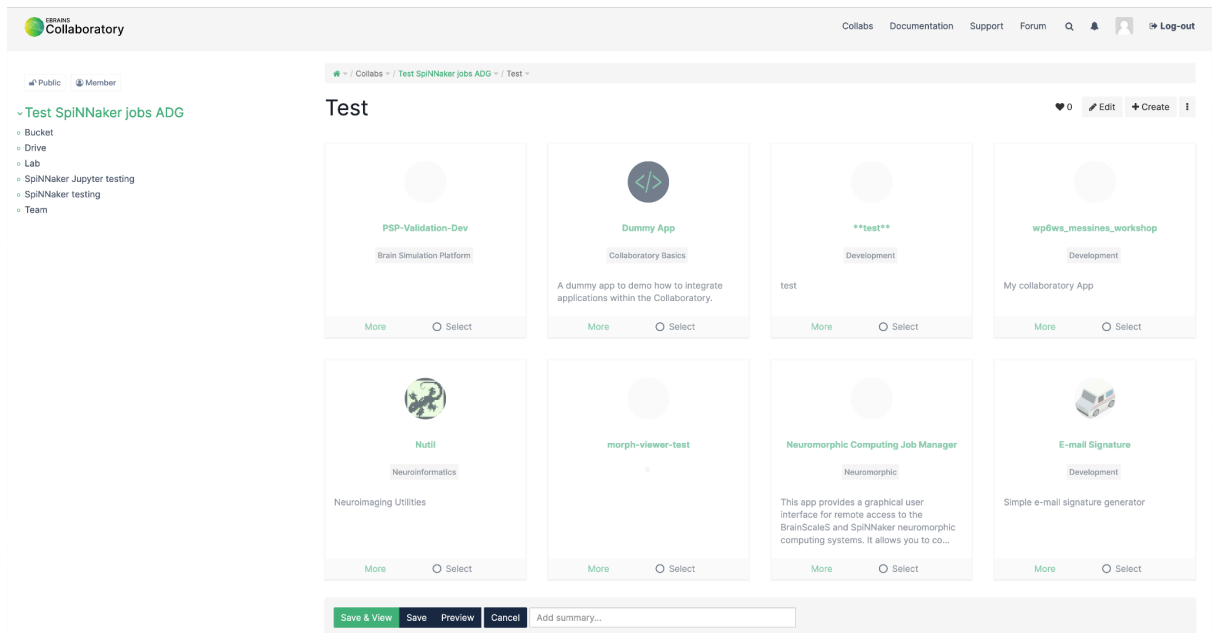 EBRAINS
Collaboratory
Collabs Documentation Support Forum Log-out
Public Member
Test SpiNNaker jobs ADG
Bucket
Drive
Lab
SpiNNaker Jupyter testing
SpiNNaker testing
Team
/ Collabs / Test SpiNNaker jobs ADG / Test
Test
0 Edit + Create
PSP-Validation-Dev
Brain Simulation Platform
More Select
</>
Dummy App
Collaboratory Basics
A dummy app to demo how to integrate
applications within the Collaboratory.
More Select
**test**
Development
test
More Select
wp6ws_messines_workshop
Development
My collaboratory App
More Select
Nutil
Neuroinformatics
Neuroimaging Utilities
More Select
morph-viewer-test
More Select
Neuromorphic Computing Job Manager
Neuromorphic
This app provides a graphical user
interface for remote access to the
BrainScaleS and SpiNNaker neuromorphic
computing systems. It allows you to co...
More Select
E-mail Signature
Development
Simple e-mail signature generator
More Select
Save & View Save Preview Cancel Add summary...